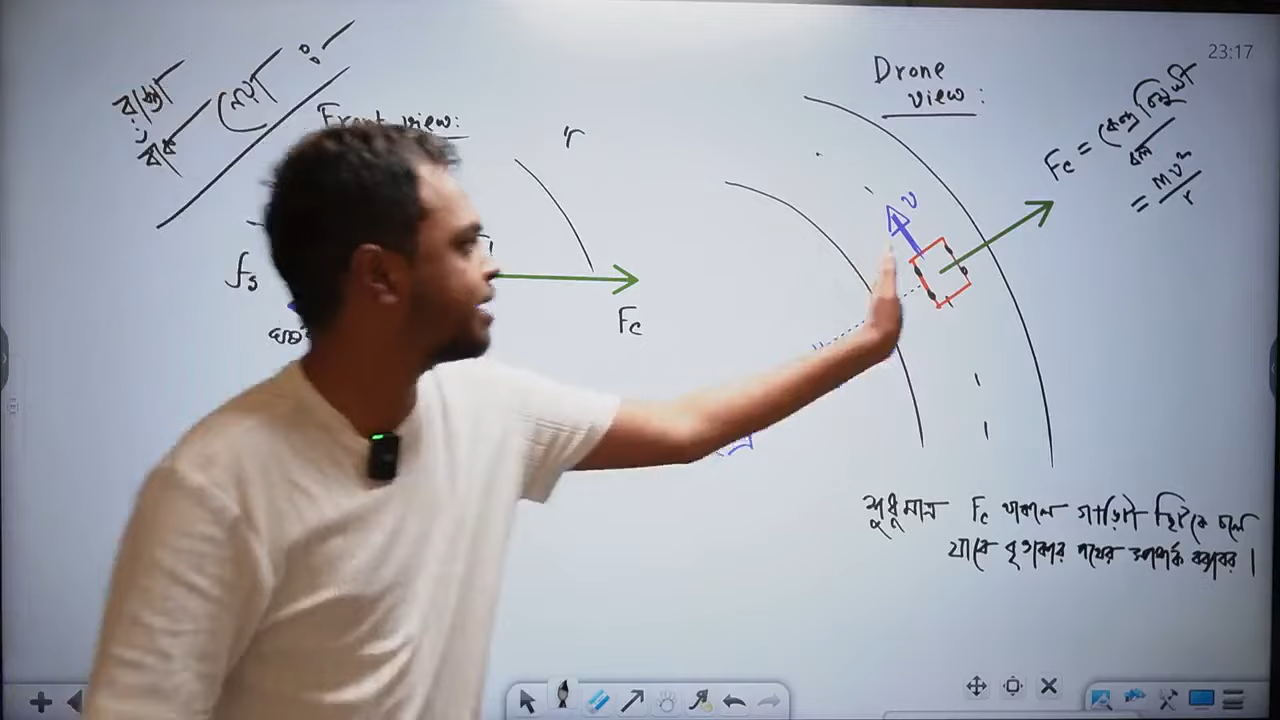 রাস্তায়
বাঁক নেয়া :
Front view:
r
fs
Fc
Drone
view:
23:17
v
Fc = কেন্দ্রবিমুখী
বল
= mv²/r
শুধুমাত্র Fc থাকলে গাড়িটা ছিটকে চলে
যাবে বৃত্তাকার পথের স্পর্শক বরাবর।